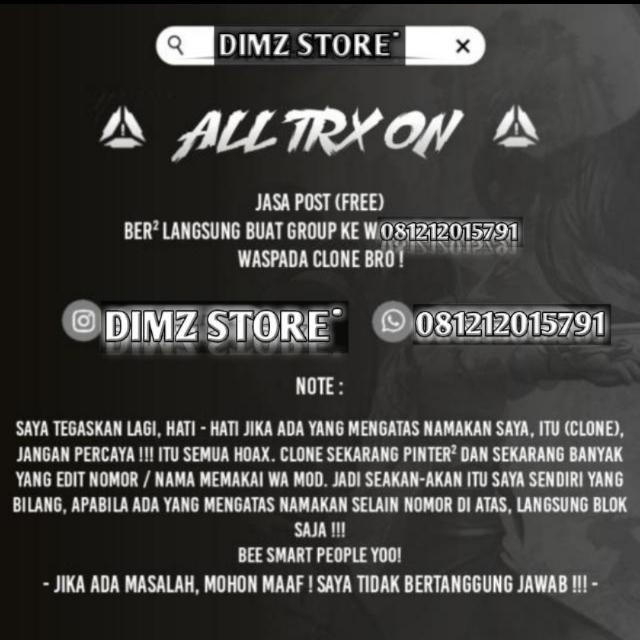 DIMZ STORE°
ALL TRX ON
JASA POST (FREE)
BER² LANGSUNG BUAT GROUP KE W 081212015791
WASPADA CLONE BRO !
DIMZ STORE° 081212015791
NOTE :
SAYA TEGASKAN LAGI, HATI - HATI JIKA ADA YANG MENGATAS NAMAKAN SAYA, ITU (CLONE),
JANGAN PERCAYA !!! ITU SEMUA HOAX. CLONE SEKARANG PINTER² DAN SEKARANG BANYAK
YANG EDIT NOMOR / NAMA MEMAKAI WA MOD. JADI SEAKAN-AKAN ITU SAYA SENDIRI YANG
BILANG, APABILA ADA YANG MENGATAS NAMAKAN SELAIN NOMOR DI ATAS, LANGSUNG BLOK
SAJA !!!
BEE SMART PEOPLE YOO!
- JIKA ADA MASALAH, MOHON MAAF ! SAYA TIDAK BERTANGGUNG JAWAB !!! -